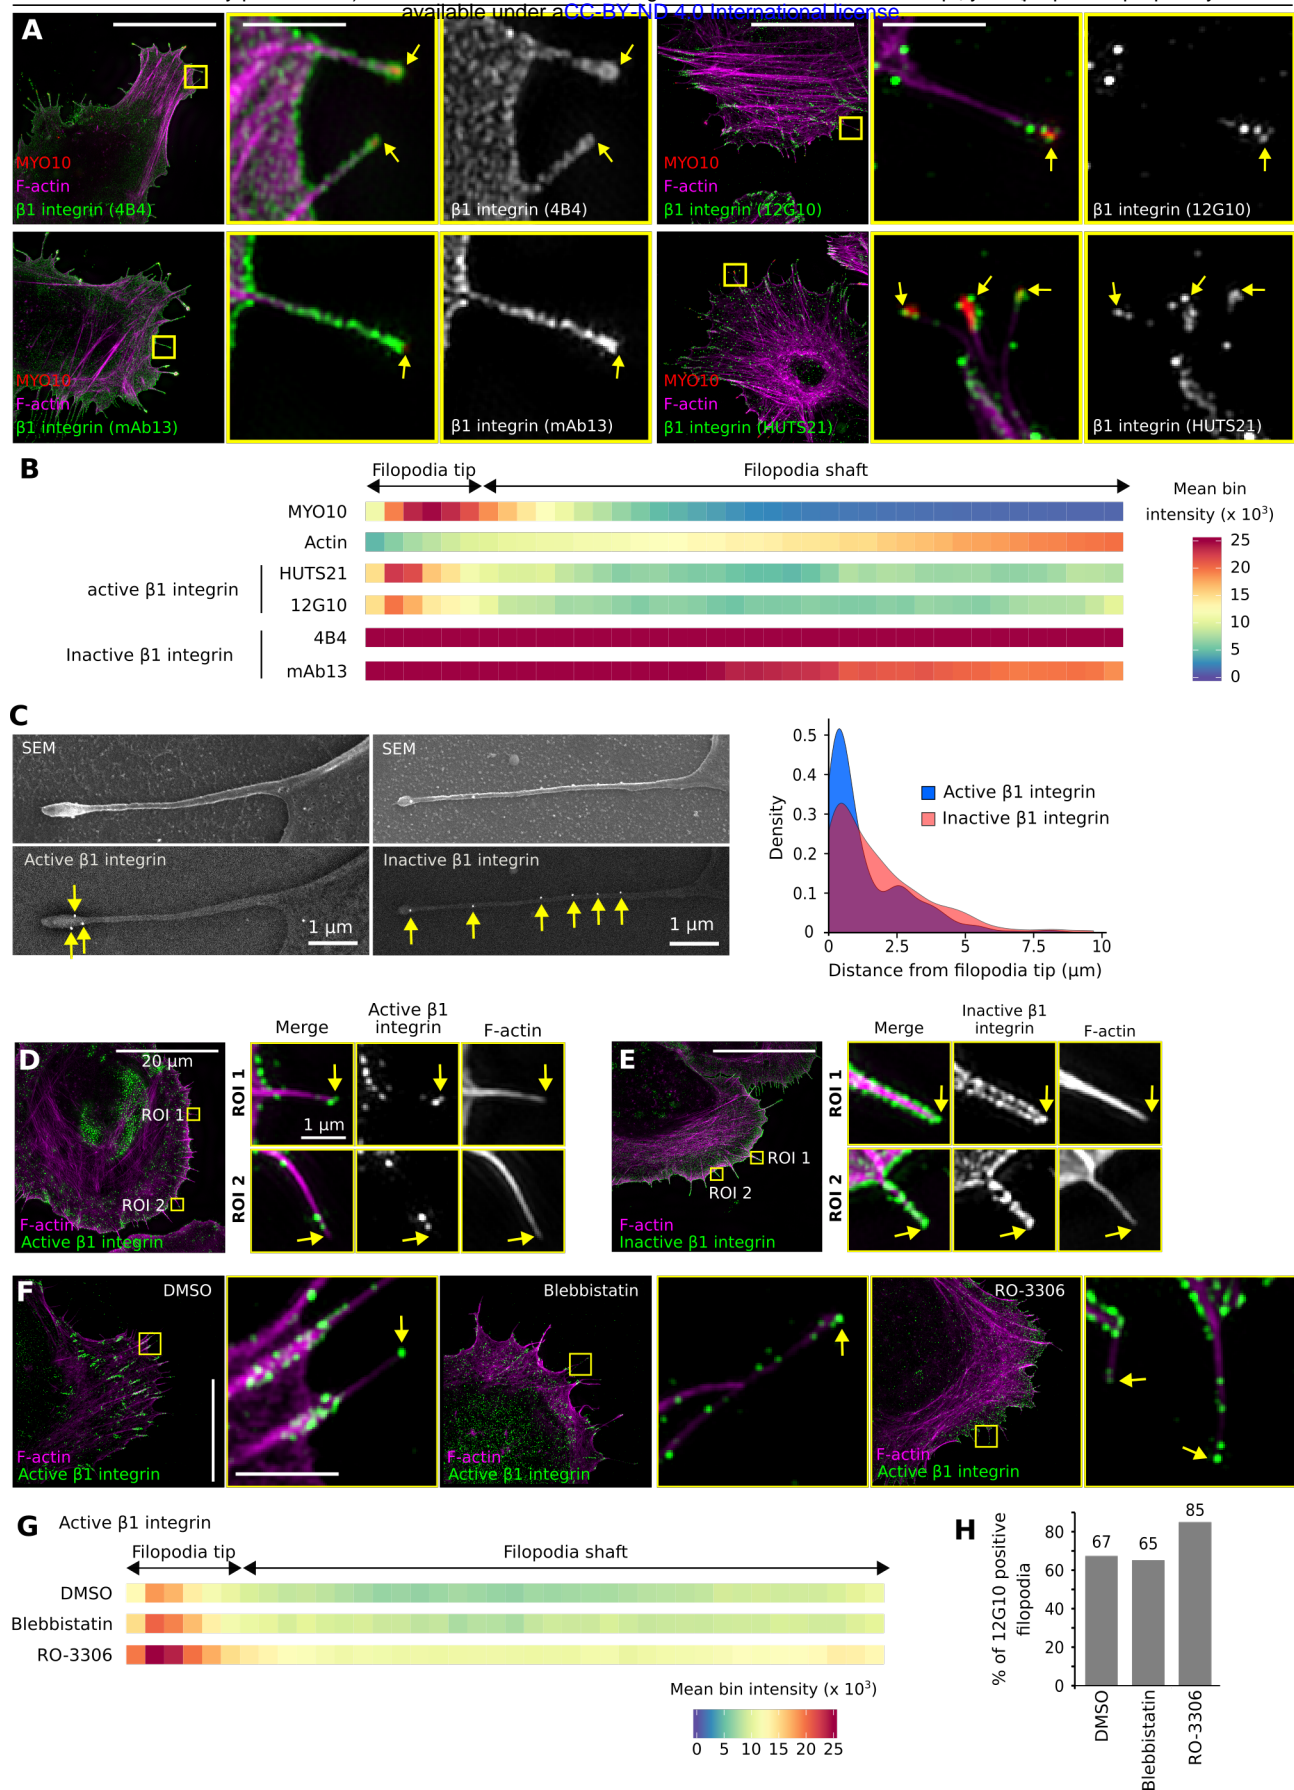 available under aCC-BY-ND 4.0 International license
A
MYO10
F-actin
β1 integrin (4B4)
β1 integrin (4B4)
MYO10
F-actin
β1 integrin (12G10)
β1 integrin (12G10)
MYO10
F-actin
β1 integrin (mAb13)
β1 integrin (mAb13)
MYO10
F-actin
β1 integrin (HUTS21)
β1 integrin (HUTS21)
B
Filopodia tip
Filopodia shaft
MYO10
Actin
active β1 integrin
HUTS21
12G10
Inactive β1 integrin
4B4
mAb13
Mean bin
intensity (x 10³)
25
20
15
10
5
0
C
SEM
SEM
Active β1 integrin
1 µm
Inactive β1 integrin
1 µm
Density
0.5
0.4
0.3
0.2
0.1
0
0 2.5 5 7.5 10
Distance from filopodia tip (µm)
Active β1 integrin
Inactive β1 integrin
D
20 µm
ROI 1
ROI 2
F-actin
Active β1 integrin
Merge
Active β1
integrin
F-actin
ROI 1
1 µm
ROI 2
E
ROI 1
ROI 2
F-actin
Inactive β1 integrin
Merge
Inactive β1
integrin
F-actin
ROI 1
ROI 2
F
DMSO
F-actin
Active β1 integrin
Blebbistatin
F-actin
Active β1 integrin
RO-3306
F-actin
Active β1 integrin
G
Active β1 integrin
Filopodia tip
Filopodia shaft
DMSO
Blebbistatin
RO-3306
Mean bin intensity (x 10³)
0 5 10 15 20 25
H
% of 12G10 positive
filopodia
80
60
40
20
0
67
65
85
DMSO
Blebbistatin
RO-3306